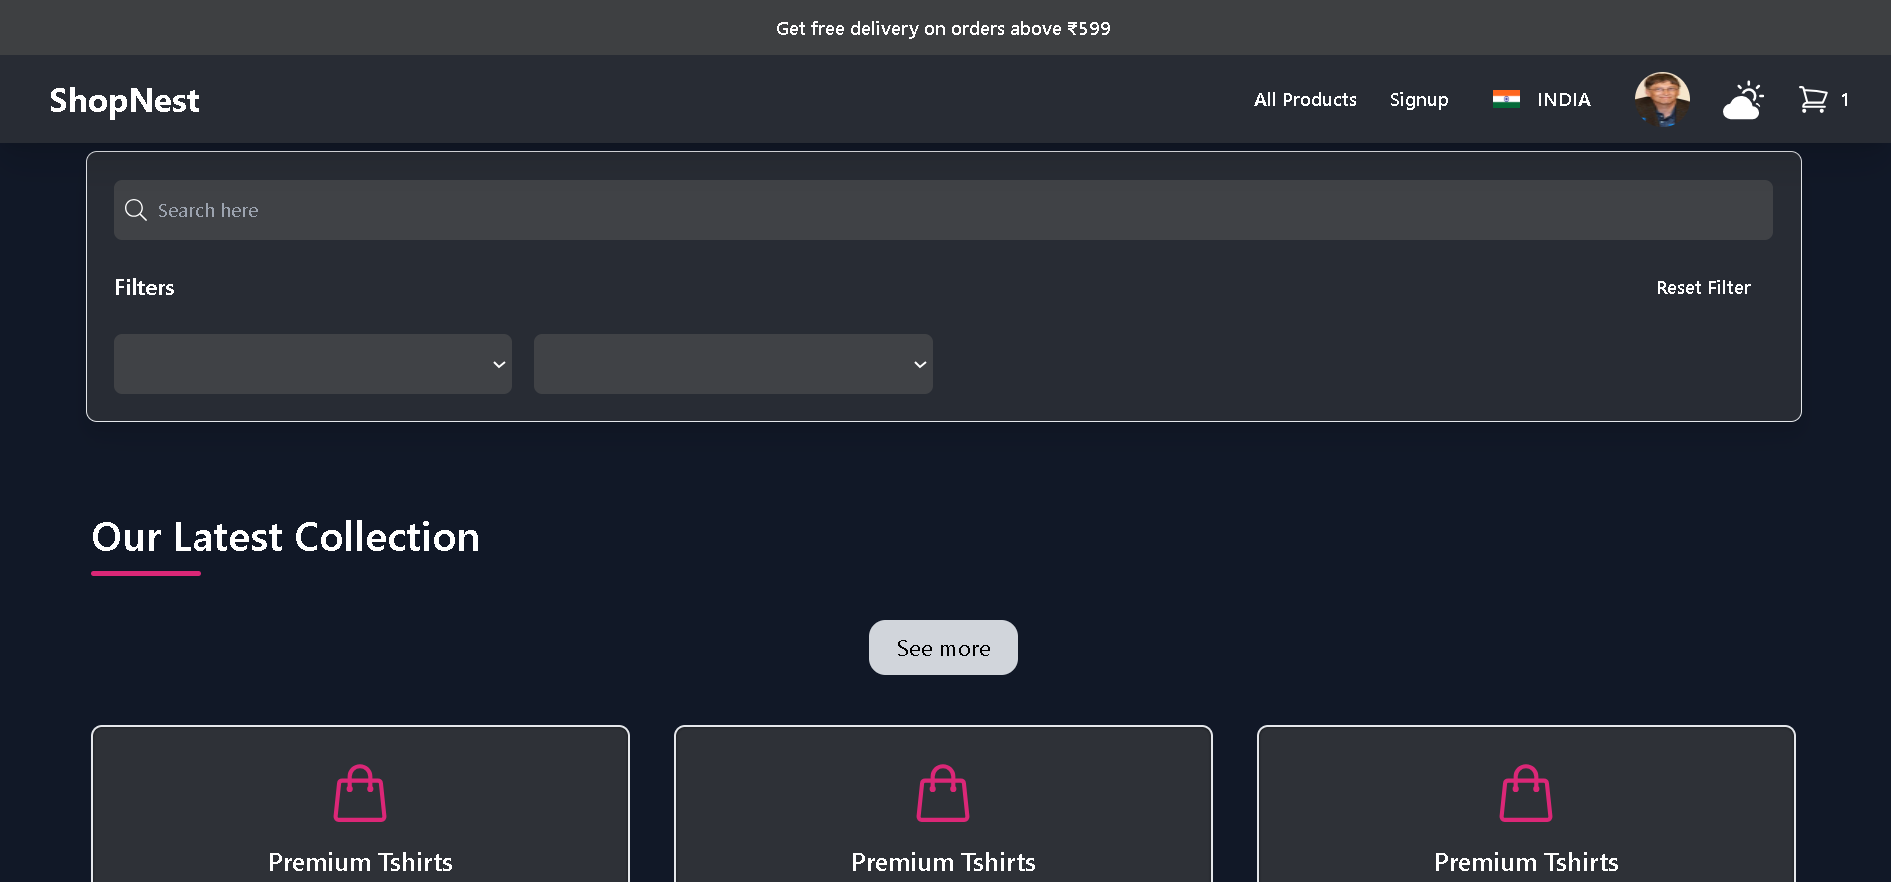 Get free delivery on orders above ₹599
ShopNest
All Products Signup INDIA 1
Search here
Filters
Reset Filter
Our Latest Collection
See more
Premium Tshirts Premium Tshirts Premium Tshirts